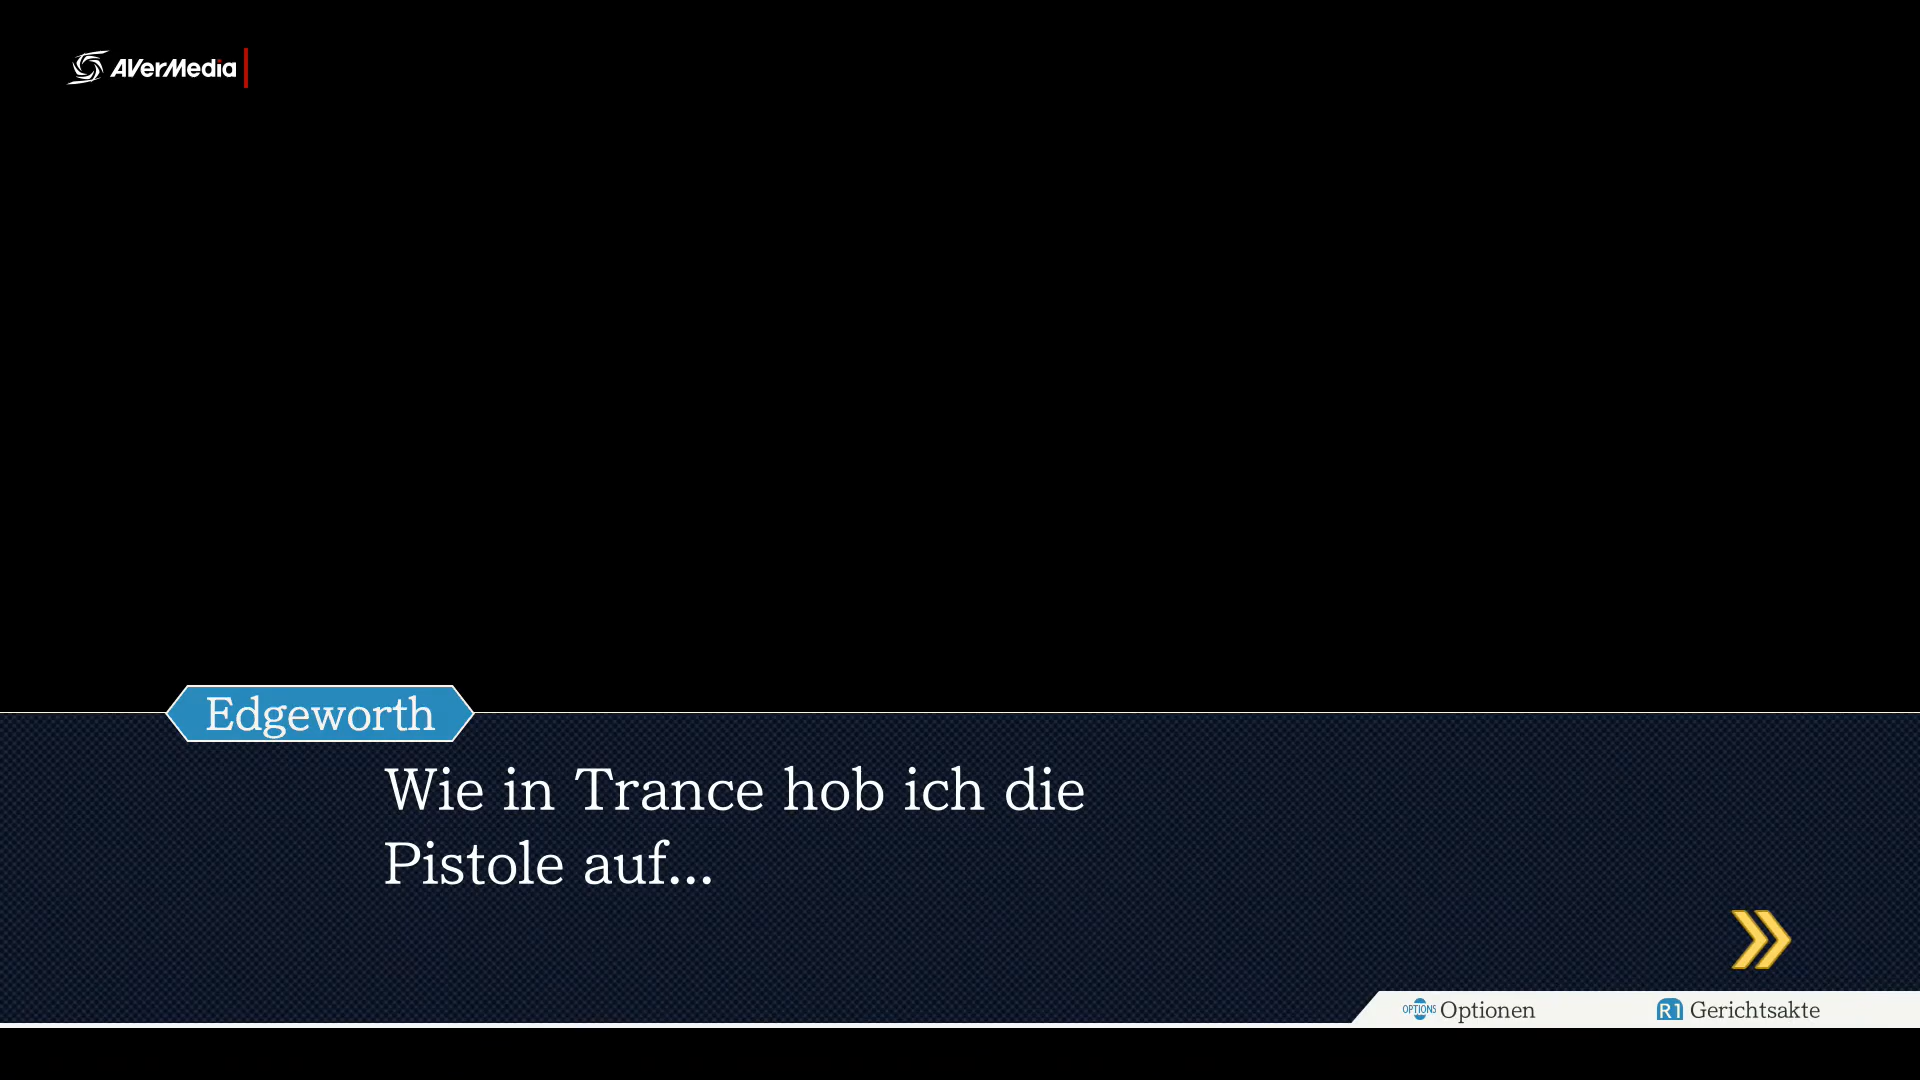 AVerMedia
Edgeworth
Wie in Trance hob ich die
Pistole auf...
OPTIONS Optionen
R1 Gerichtsakte